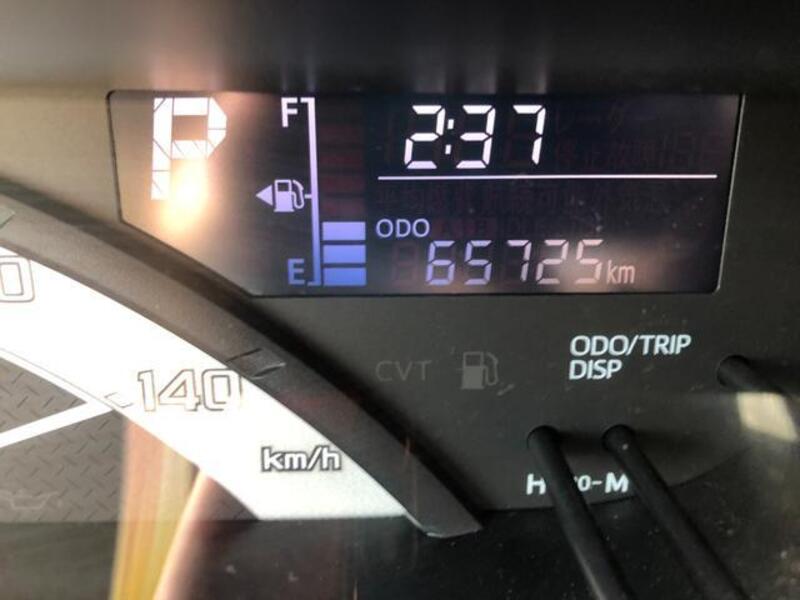 P
F
2:37
ODO
E
65725km
ODO/TRIP
DISP
140
CVT
km/h
H
o-M